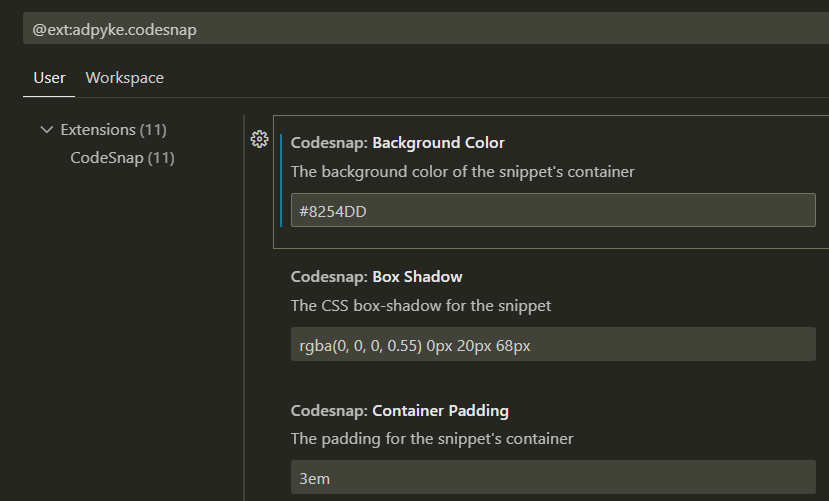 @ext:adpyke.codesnap
User Workspace
Extensions (11)
CodeSnap (11)
Codesnap: Background Color
The background color of the snippet's container
#8254DD
Codesnap: Box Shadow
The CSS box-shadow for the snippet
rgba(0, 0, 0, 0.55) 0px 20px 68px
Codesnap: Container Padding
The padding for the snippet's container
3em